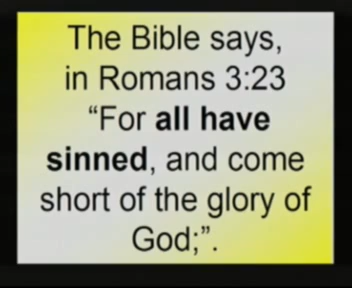 The Bible says,
in Romans 3:23
“For all have
sinned, and come
short of the glory of
God;”.